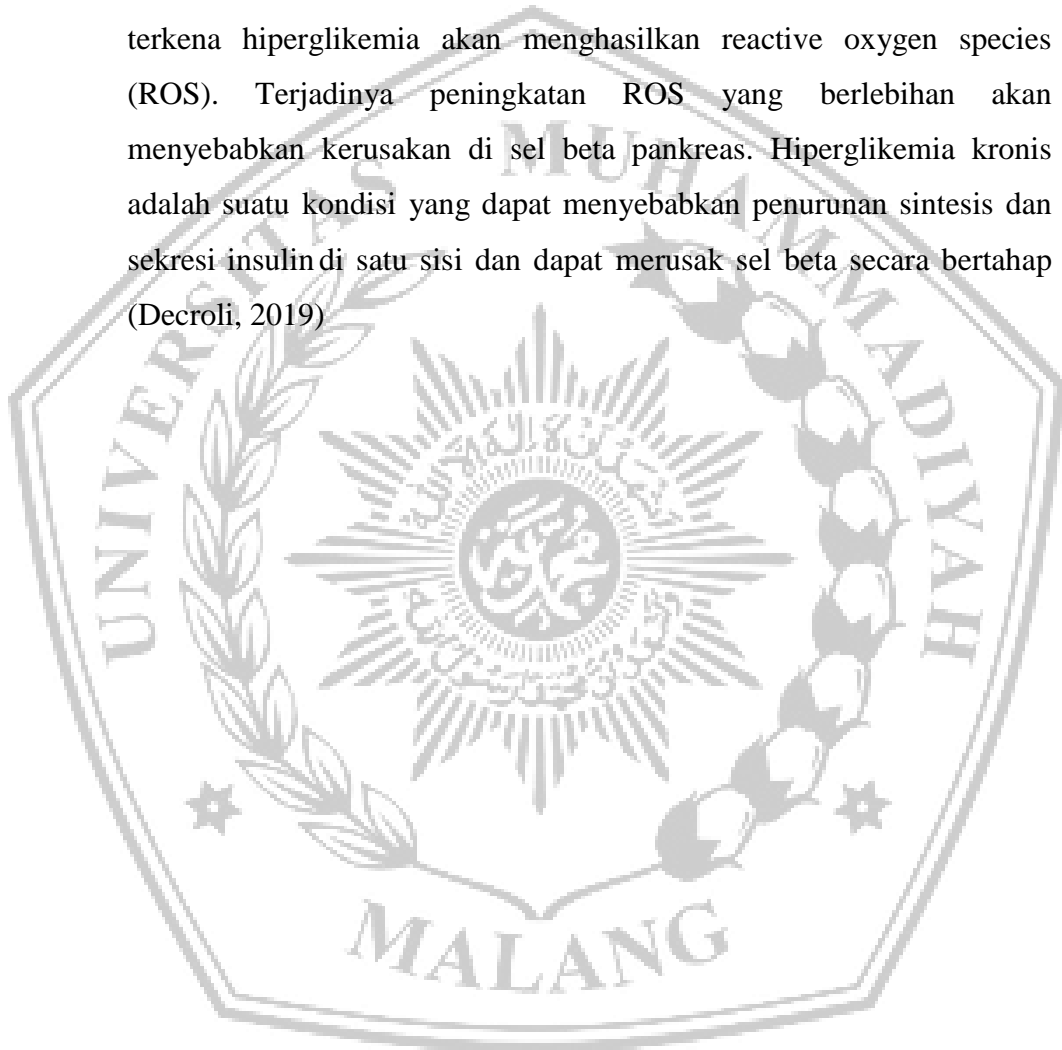 terkena hiperglikemia akan menghasilkan reactive oxygen species
(ROS). Terjadinya peningkatan ROS yang berlebihan akan
menyebabkan kerusakan di sel beta pankreas. Hiperglikemia kronis
adalah suatu kondisi yang dapat menyebabkan penurunan sintesis dan
sekresi insulin di satu sisi dan dapat merusak sel beta secara bertahap
(Decroli, 2019)
UNIVERSITAS MUHAMMADIYAH
MALANG